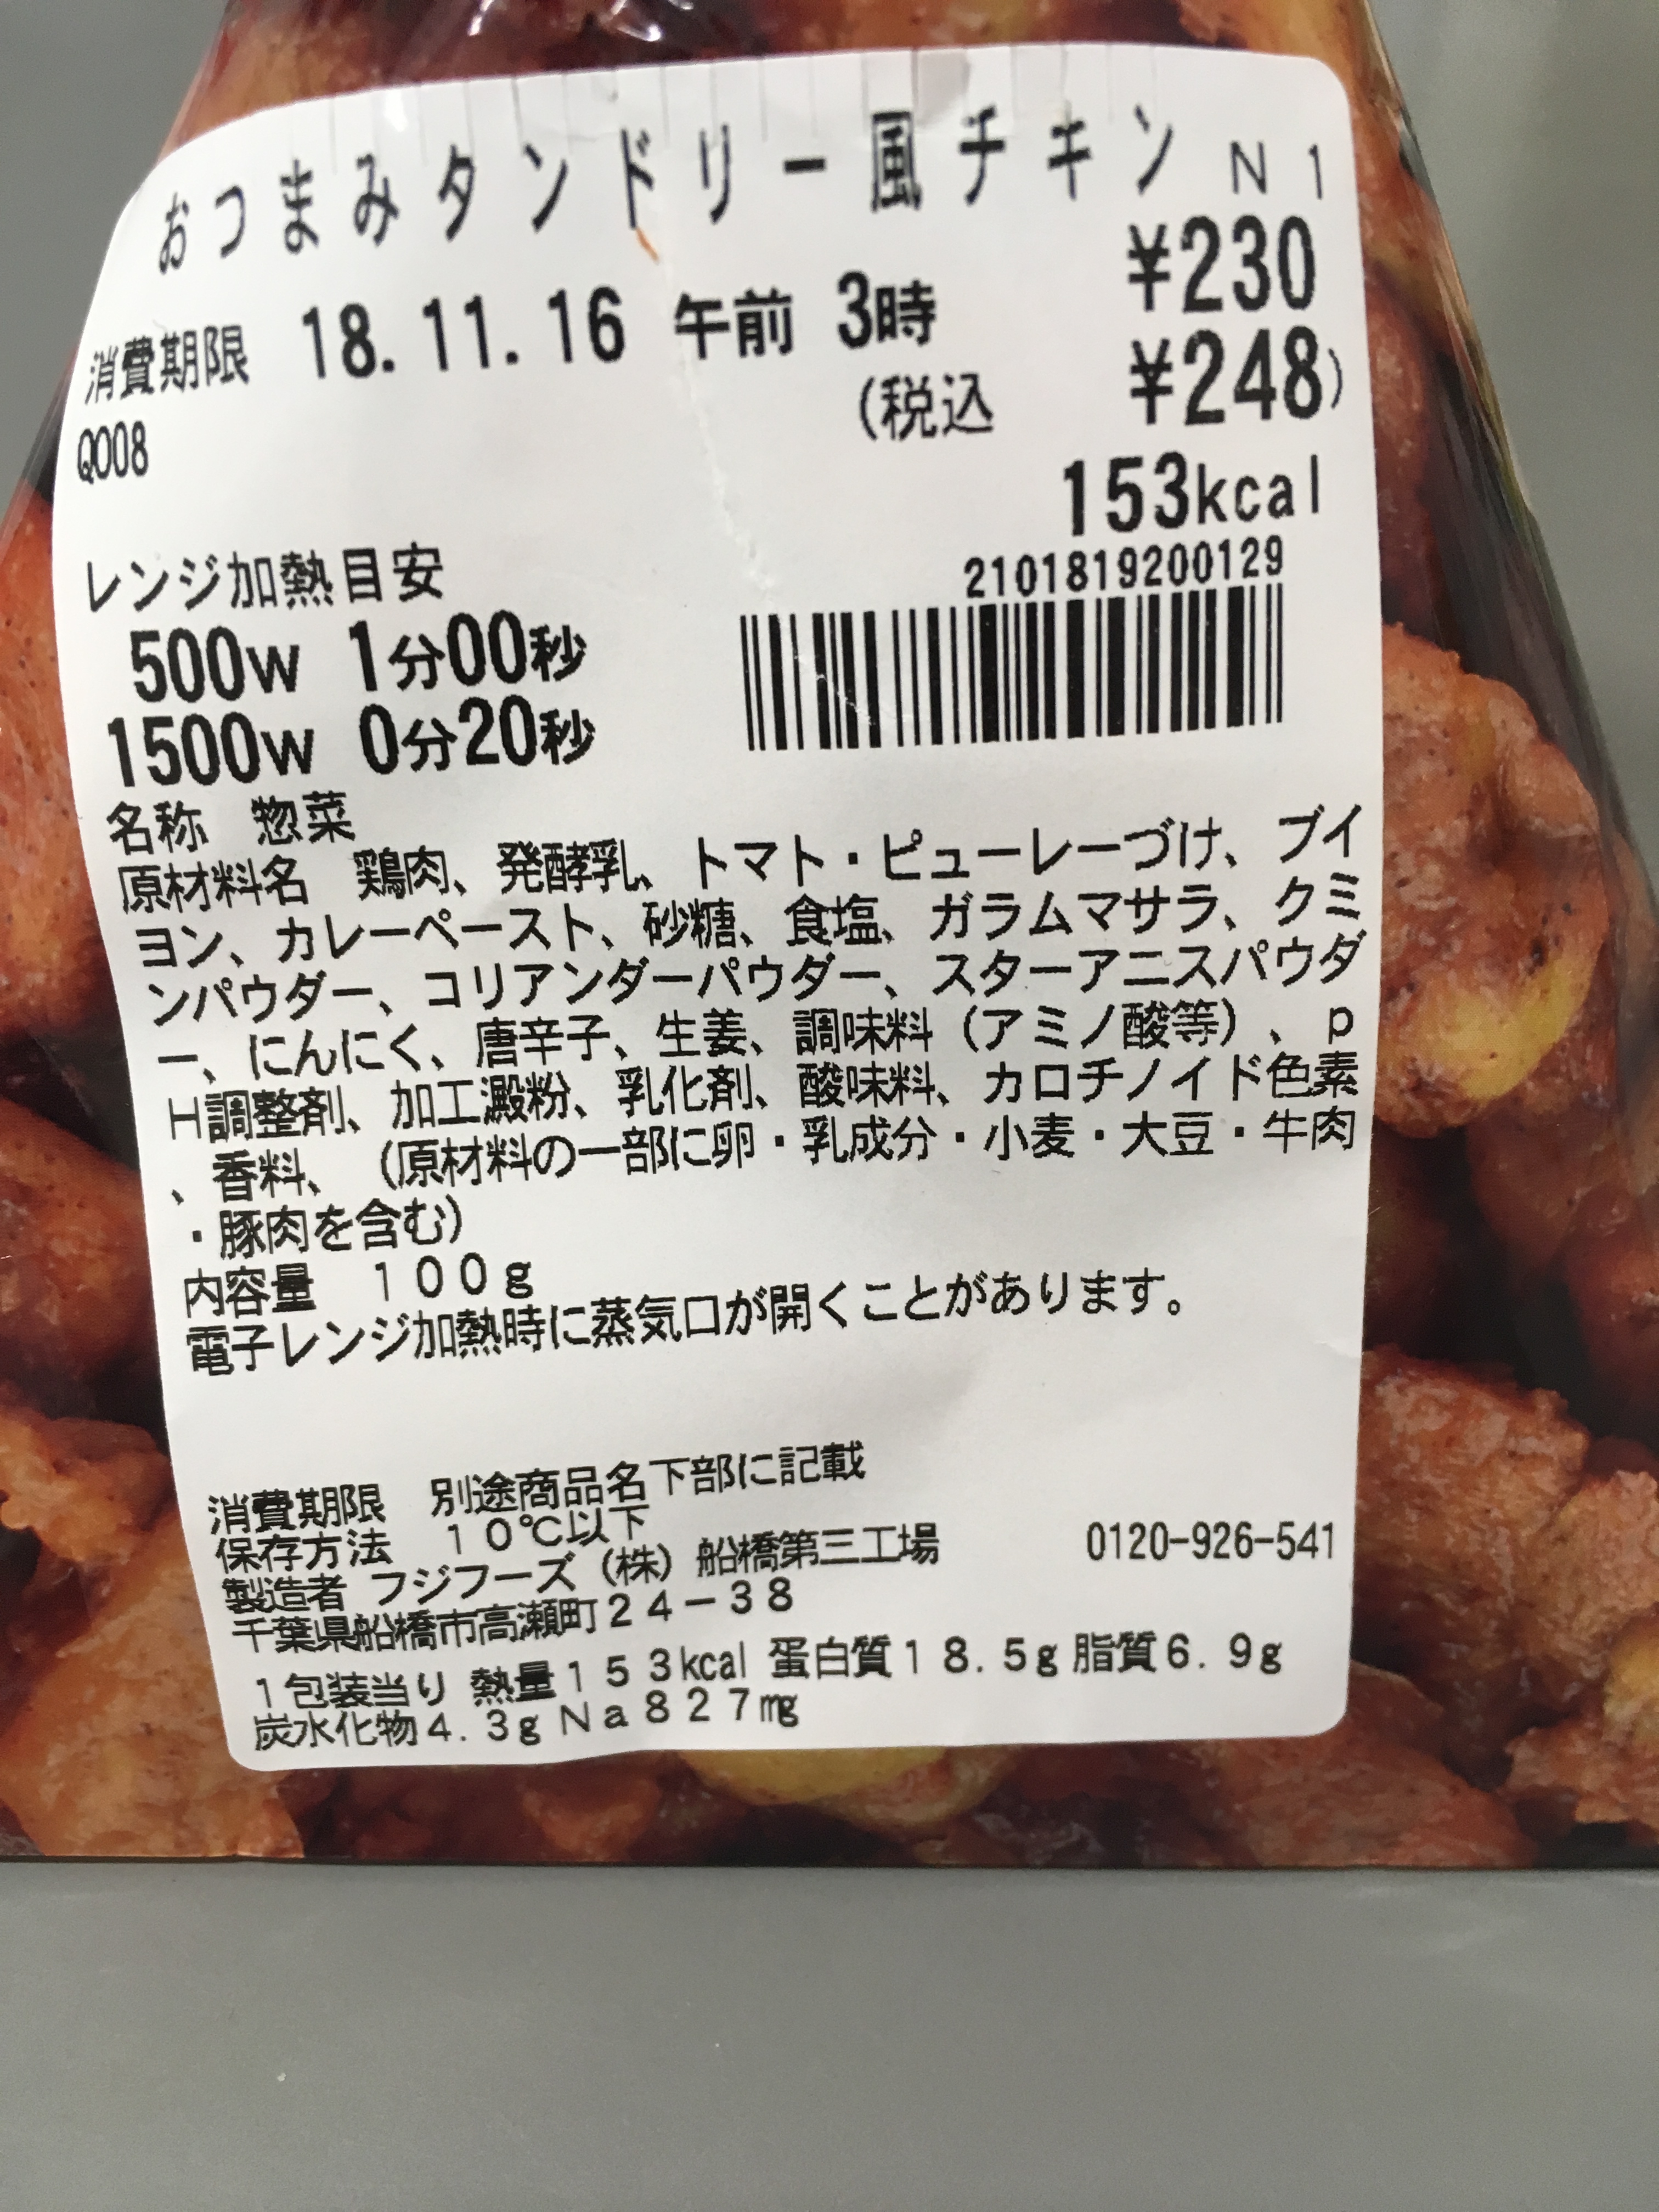 おつまみタンドリー風チキン N1
¥230
消費期限 18.11.16 午前 3時
(税込 ¥248)
Q008
153kcal
2101819200129
レンジ加熱目安
500w 1分00秒
1500w 0分20秒
名称 惣菜
原材料名 鶏肉、発酵乳、トマト・ピューレーづけ、ブイ
ヨン、カレーペースト、砂糖、食塩、ガラムマサラ、クミ
ンパウダー、コリアンダーパウダー、スターアニスパウダ
ー、にんにく、唐辛子、生姜、調味料（アミノ酸等）、p
H調整剤、加工澱粉、乳化剤、酸味料、カロチノイド色素
、香料、（原材料の一部に卵・乳成分・小麦・大豆・牛肉
・豚肉を含む）
内容量 100g
電子レンジ加熱時に蒸気口が開くことがあります。
消費期限 別途商品名下部に記載
保存方法 10℃以下
製造者 フジフーズ（株）船橋第三工場 0120-926-541
千葉県船橋市高瀬町24－38
1包装当り 熱量153kcal 蛋白質18.5g 脂質6.9g
炭水化物4.3g Na827mg